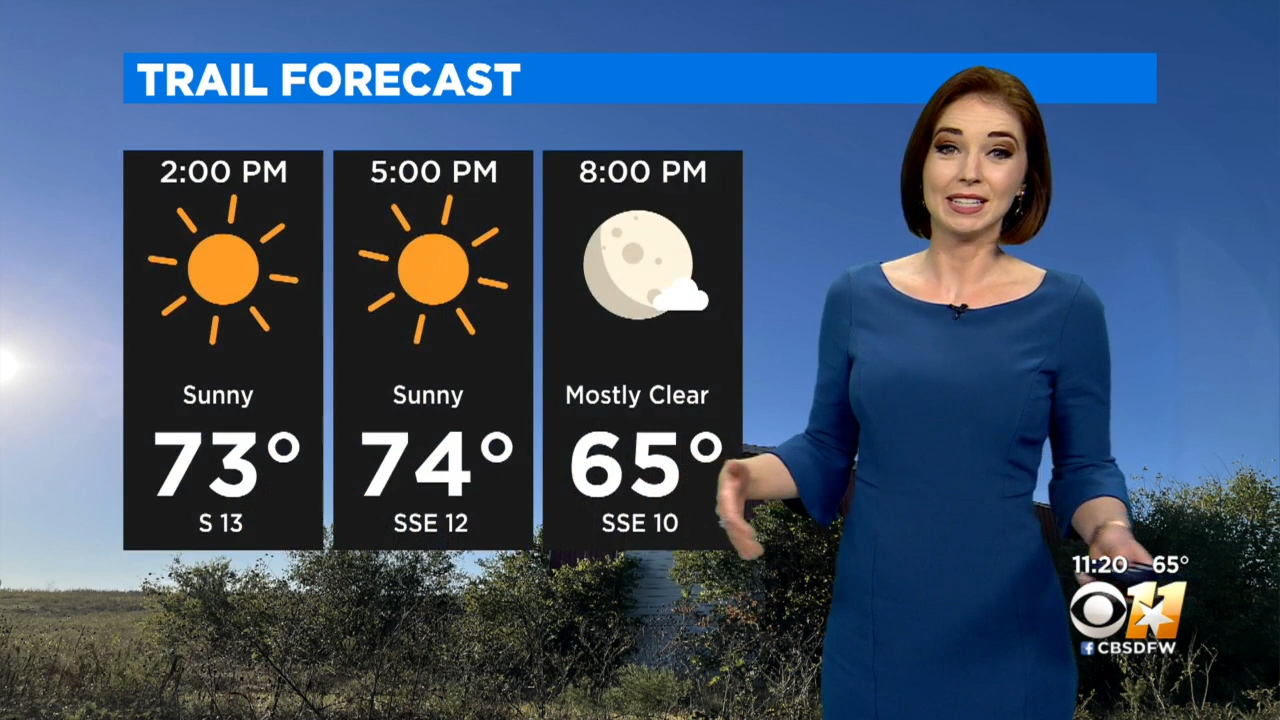 TRAIL FORECAST
2:00 PM
Sunny
73°
S 13
5:00 PM
Sunny
74°
SSE 12
8:00 PM
Mostly Clear
65°
SSE 10
11:20 65°
11
f CBSDFW